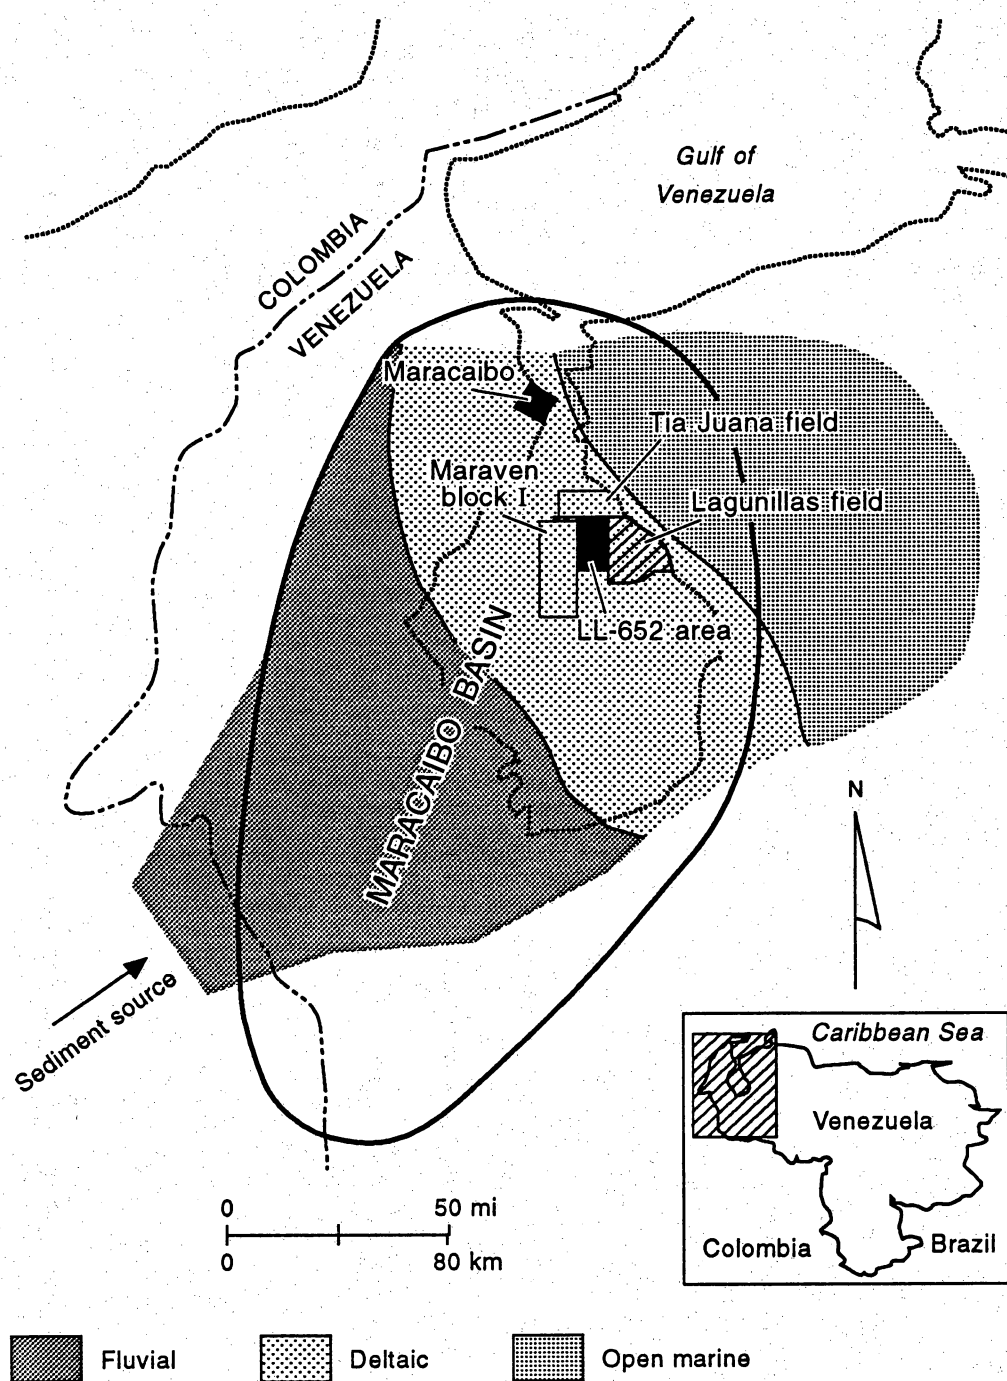 Gulf of
Venezuela
COLOMBIA
VENEZUELA
Maracaibo
Tia Juana field
Maraven
block I
Lagunillas field
LL-652 area
MARACAIBO BASIN
N
Sediment source
Caribbean Sea
Venezuela
Colombia
Brazil
0 50 mi
0 80 km
Fluvial
Deltaic
Open marine